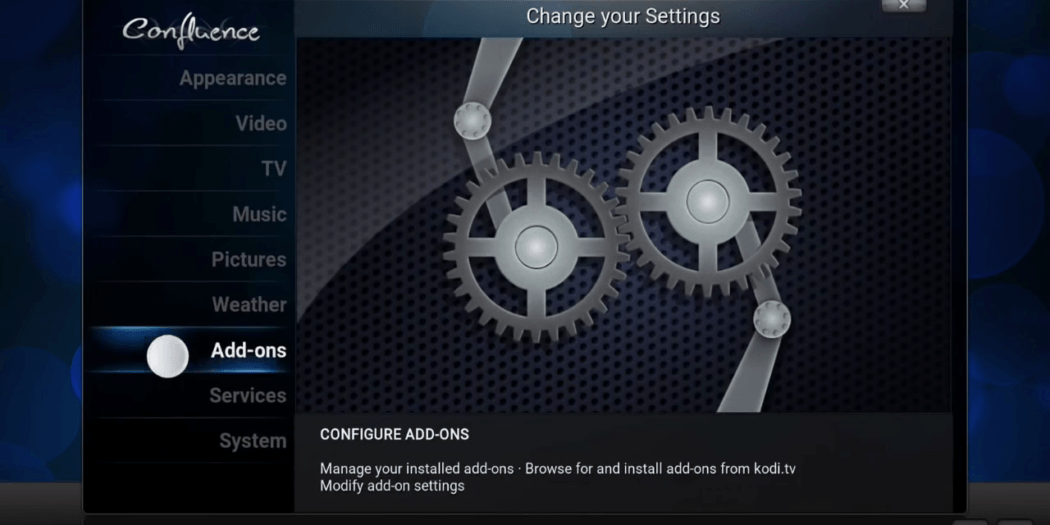 Confluence
Change your Settings
Appearance
Video
TV
Music
Pictures
Weather
Add-ons
Services
System
CONFIGURE ADD-ONS
Manage your installed add-ons · Browse for and install add-ons from kodi.tv
Modify add-on settings